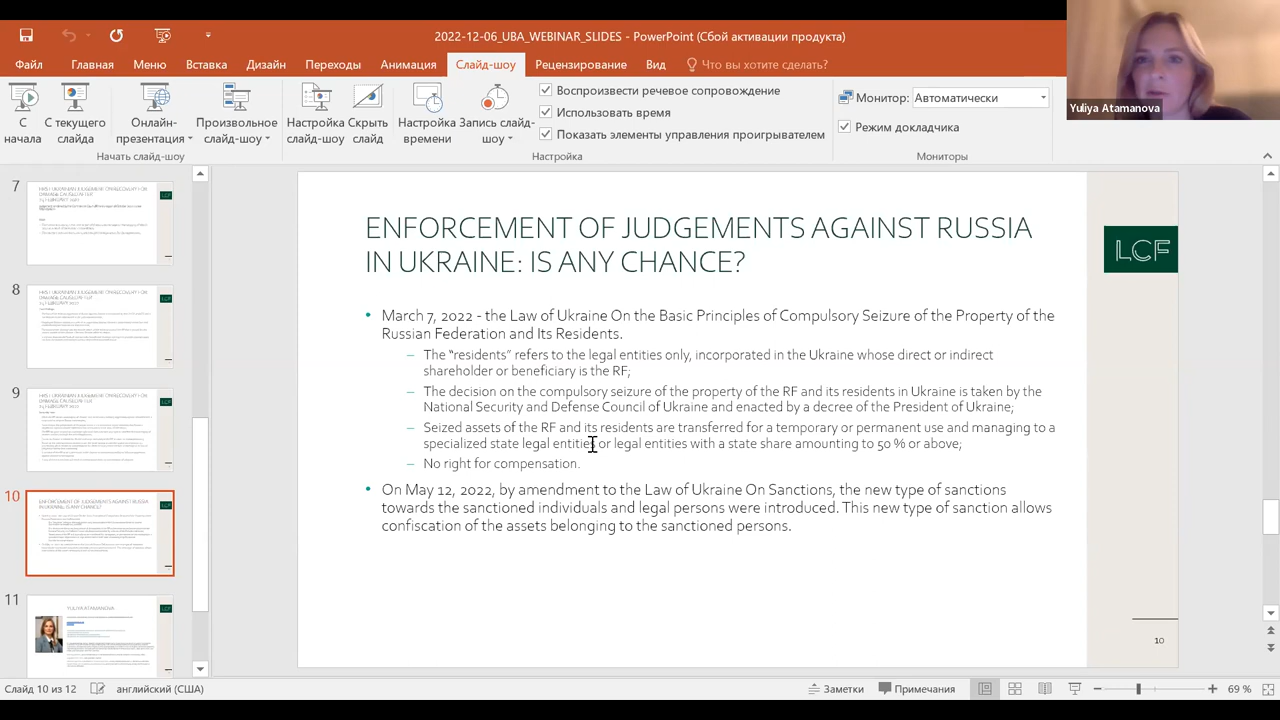 2022-12-06_UBA_WEBINAR_SLIDES - PowerPoint (Сбой активации продукта)
Файл Главная Меню Вставка Дизайн Переходы Анимация Слайд-шоу Рецензирование Вид Что вы хотите сделать?
Yuliya Atamanova
С начала
С текущего слайда
Онлайн-презентация
Произвольное слайд-шоу
Начать слайд-шоу
Настройка слайд-шоу
Скрыть слайд
Настройка времени
Запись слайд-шоу
Воспроизвести речевое сопровождение
Использовать время
Показать элементы управления проигрывателем
Настройка
Монитор: Автоматически
Режим докладчика
Мониторы
7
8
9
10
ENFORCEMENT OF JUDGEMENTS AGAINST RUSSIA
IN UKRAINE: IS ANY CHANCE?
11
YULIYA ATAMANOVA
LCF
ENFORCEMENT OF JUDGEMENTS AGAINST RUSSIA
IN UKRAINE: IS ANY CHANCE?
• March 7, 2022 - the Law of Ukraine On the Basic Principles of Compulsory Seizure of the Property of the
Russian Federation and Its Residents.
– The “residents” refers to the legal entities only, incorporated in the Ukraine whose direct or indirect
shareholder or beneficiary is the RF;
– The decision on the compulsory seizure of the property of the RF and its residents in Ukraine is taken by the
National Security and Defense Council of Ukraine and enacted by a decree of the President of Ukraine;
– Seized assets of the RF and its residents are transferred for temporary or permanent use and managing to a
specialized state legal entities or legal entities with a state share amounting to 50 % or above;
– No right for compensation.
• On May 12, 2022, by amendment to the Law of Ukraine On Sanctions, the new type of sanctions
towards the sanctioned individuals and legal persons were introduced. This new type of sanction allows
confiscation of the assets belonging to the sanctioned persons.
10
Слайд 10 из 12 английский (США) Заметки Примечания 69 %